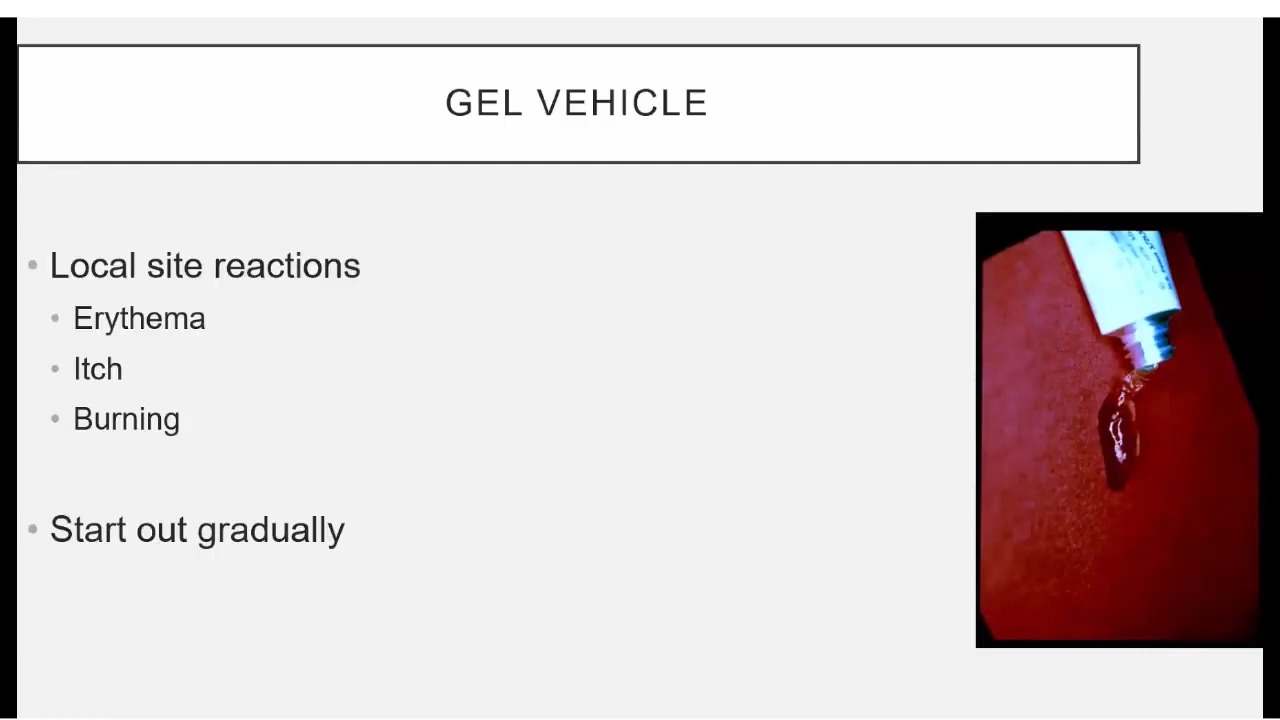 GEL VEHICLE
Local site reactions
Erythema
Itch
Burning
Start out gradually